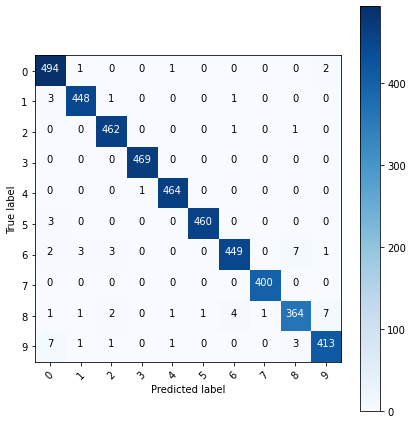 0 494 1 0 0 1 0 0 0 0 2
1 3 448 1 0 0 0 1 0 0 0
2 0 0 462 0 0 0 1 0 1 0
3 0 0 0 469 0 0 0 0 0 0
4 0 0 0 1 464 0 0 0 0 0
5 3 0 0 0 0 460 0 0 0 0
6 2 3 3 0 0 0 449 0 7 1
7 0 0 0 0 0 0 0 400 0 0
8 1 1 2 0 1 1 4 1 364 7
9 7 1 1 0 1 0 0 0 3 413
0 1 2 3 4 5 6 7 8 9
Predicted label
True label
400
300
200
100
0